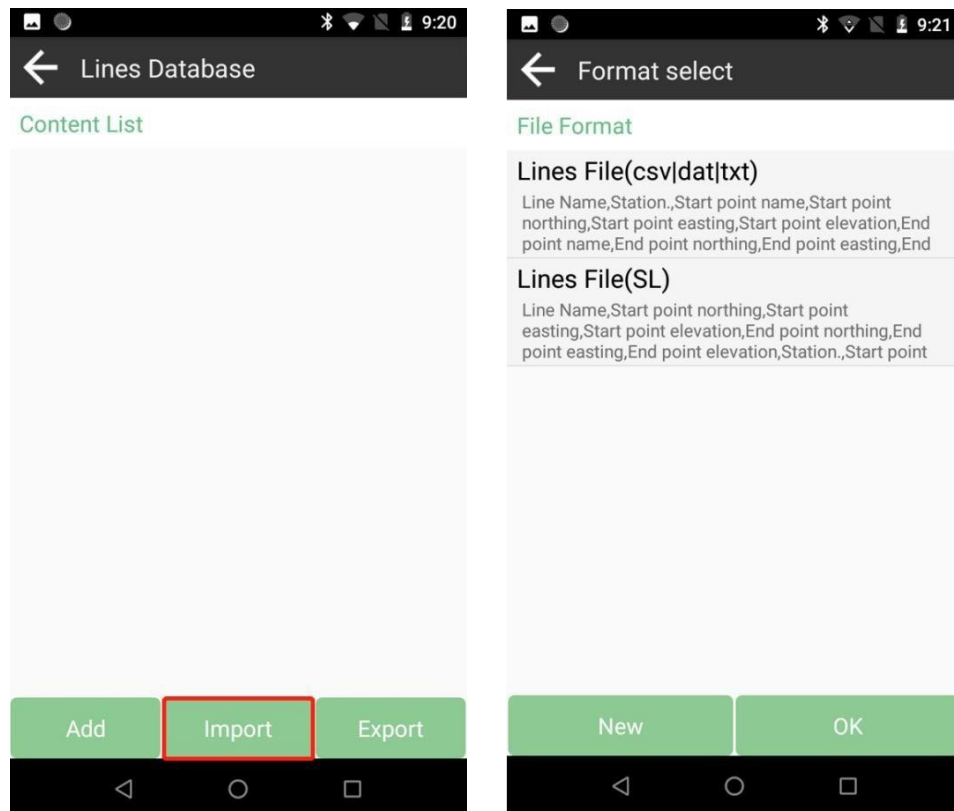 9:20
Lines Database
Content List
Add
Import
Export
9:21
Format select
File Format
Lines File(csv|dat|txt)
Line Name,Station.,Start point name,Start point
northing,Start point easting,Start point elevation,End
point name,End point northing,End point easting,End
Lines File(SL)
Line Name,Start point northing,Start point
easting,Start point elevation,End point northing,End
point easting,End point elevation,Station.,Start point
New
OK